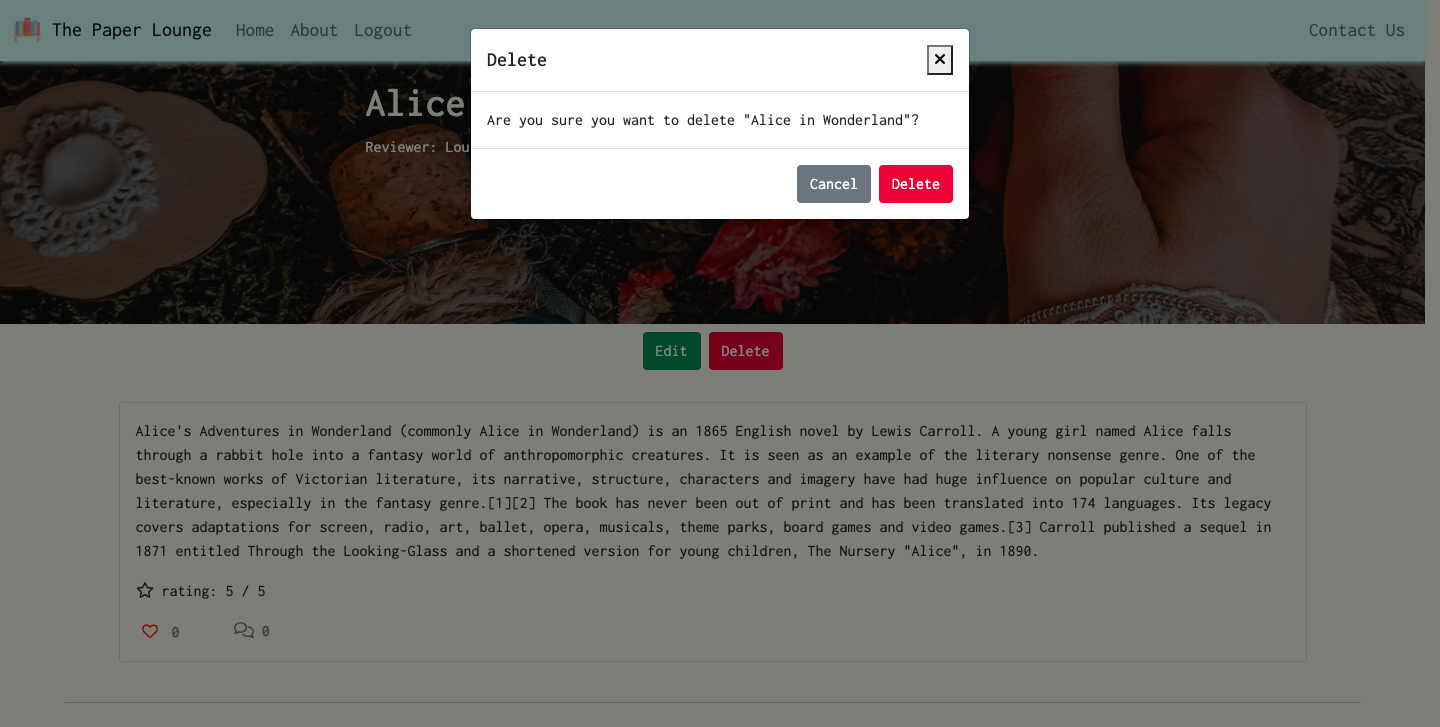 The Paper Lounge Home About Logout Contact Us
Delete
Alice
Are you sure you want to delete "Alice in Wonderland"?
Reviewer:
Cancel Delete
Edit Delete
Alice's Adventures in Wonderland (commonly Alice in Wonderland) is an 1865 English novel by Lewis Carroll. A young girl named Alice falls
through a rabbit hole into a fantasy world of anthropomorphic creatures. It is seen as an example of the literary nonsense genre. One of the
best-known works of Victorian literature, its narrative, structure, characters and imagery have had huge influence on popular culture and
literature, especially in the fantasy genre.[1][2] The book has never been out of print and has been translated into 174 languages. Its legacy
covers adaptations for screen, radio, art, ballet, opera, musicals, theme parks, board games and video games.[3] Carroll published a sequel in
1871 entitled Through the Looking-Glass and a shortened version for young children, The Nursery "Alice", in 1890.
rating: 5 / 5
0 0